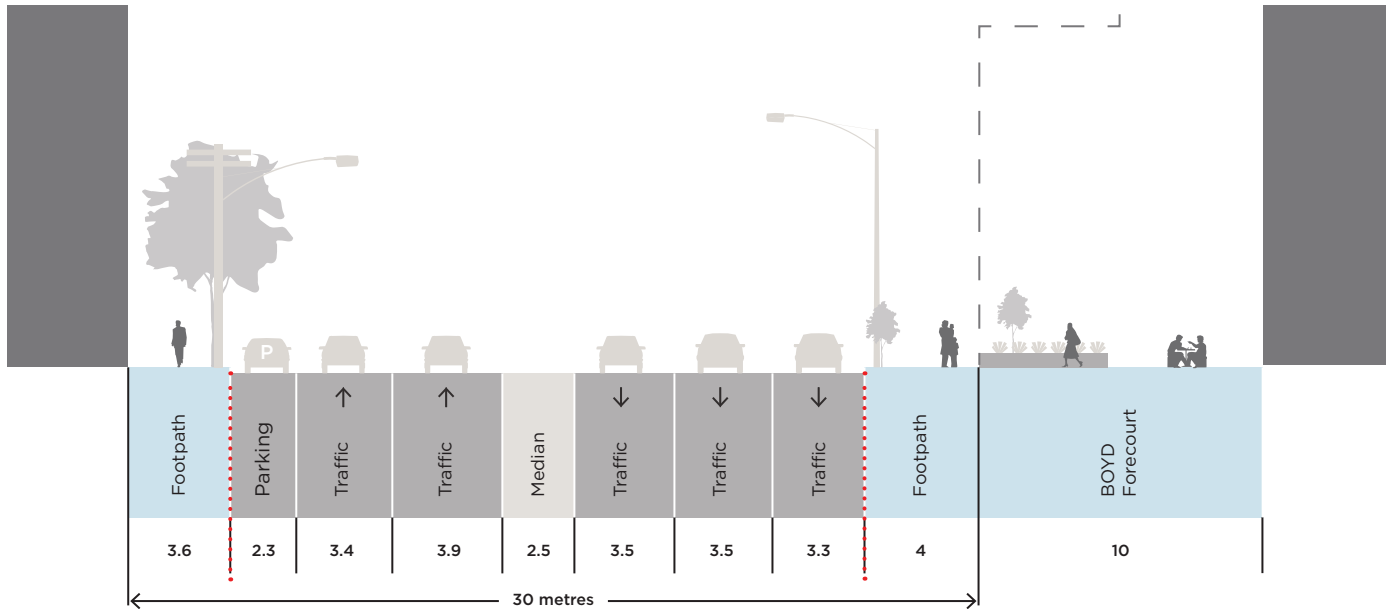 P
Footpath
Parking
Traffic
Traffic
Median
Traffic
Traffic
Traffic
Footpath
BOYD
Forecourt
3.6
2.3
3.4
3.9
2.5
3.5
3.5
3.3
4
10
30 metres